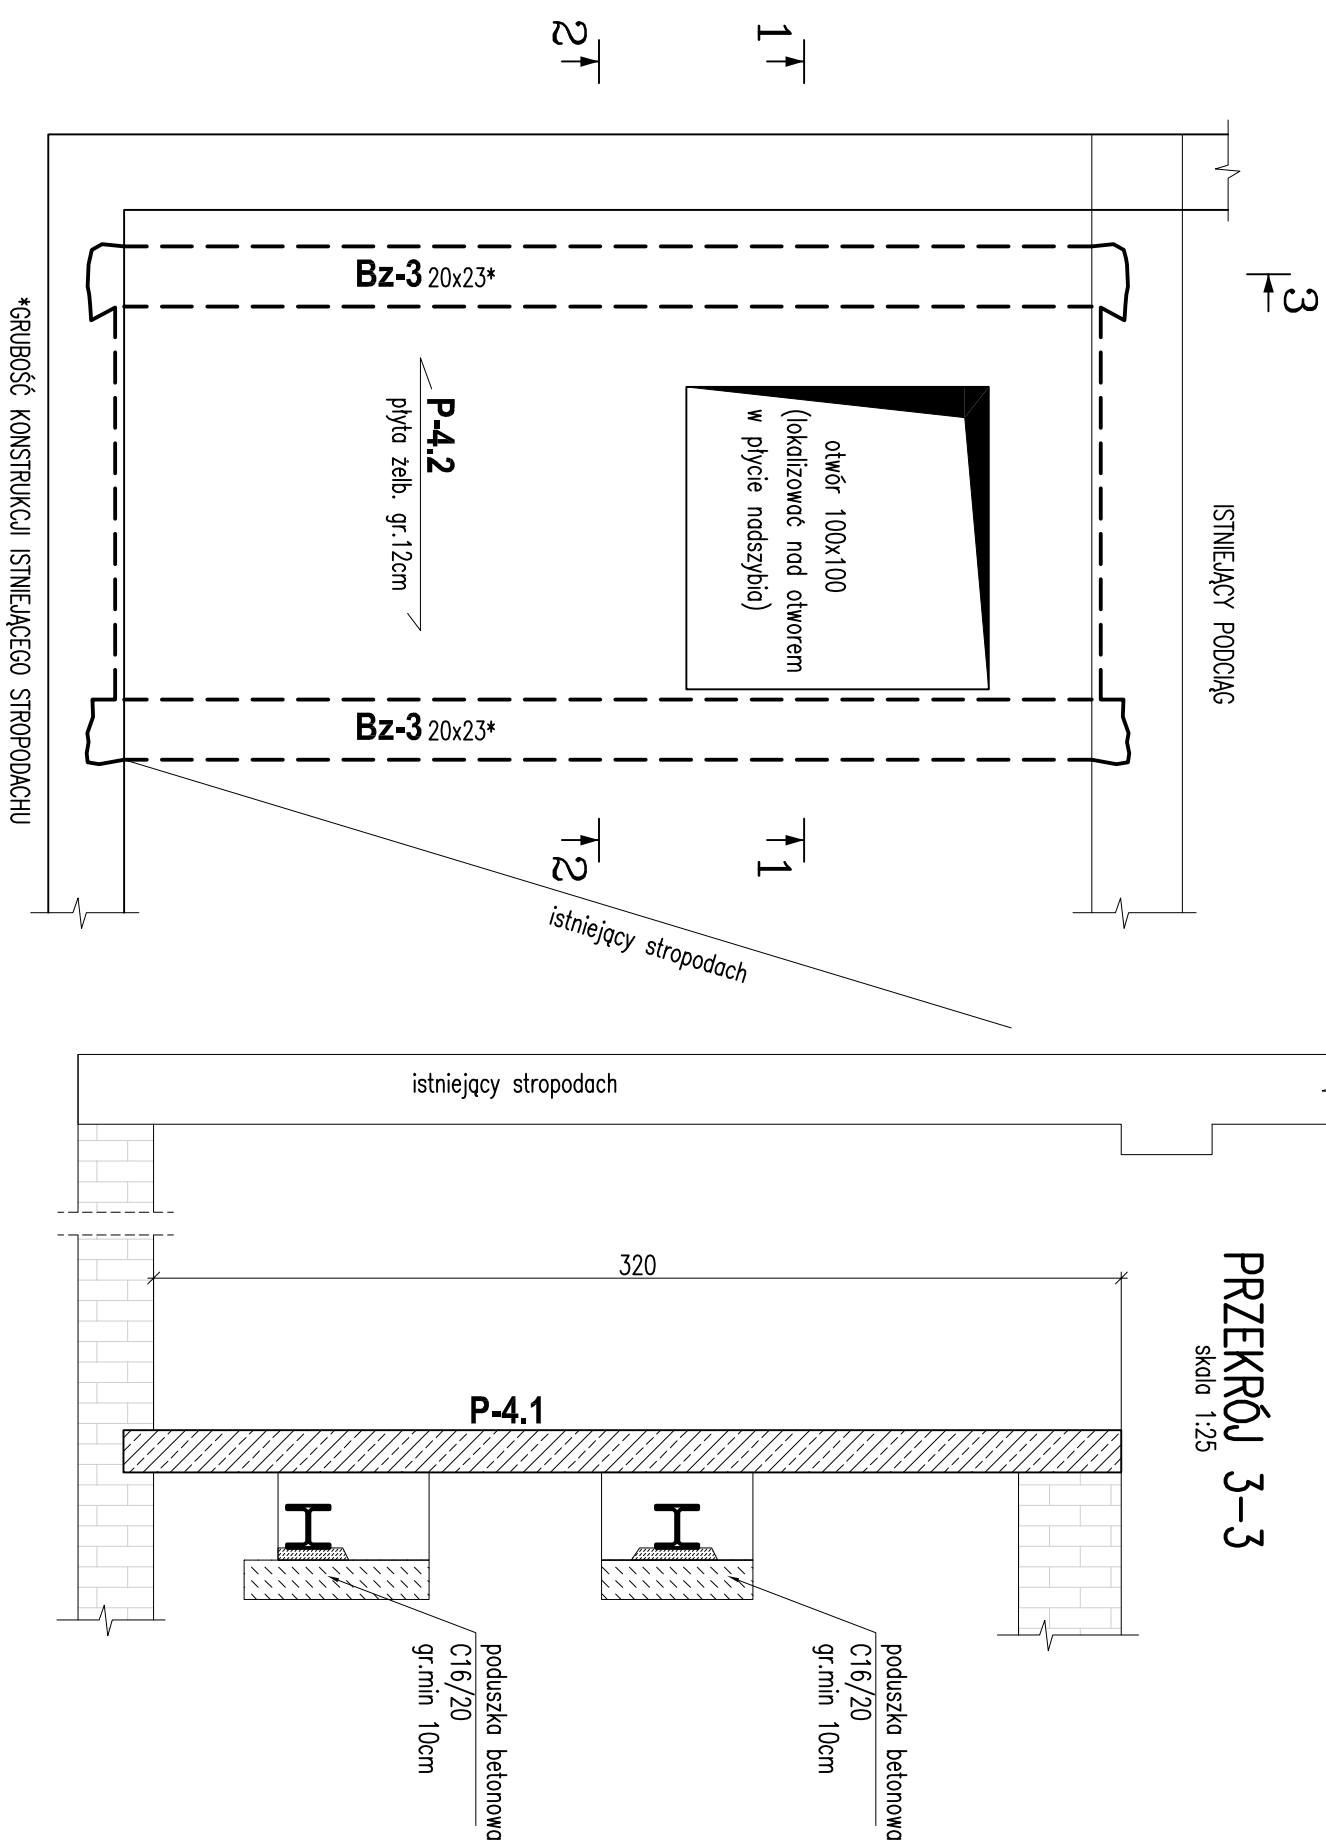 2
1
3
ISTNIEJĄCY PODCIĄG
Bz-3 20x23*
otwór 100x100
(lokalizować nad otworem
w płycie nadszybia)
P-4.2
płyta żelb. gr.12cm
Bz-3 20x23*
2
1
*GRUBOŚĆ KONSTRUKCJI ISTNIEJĄCEGO STROPODACHU
istniejący stropodach
PRZEKRÓJ 3-3
skala 1:25
istniejący stropodach
320
P-4.1
poduszka betonowa
C16/20
gr.min 10cm
poduszka betonowa
C16/20
gr.min 10cm